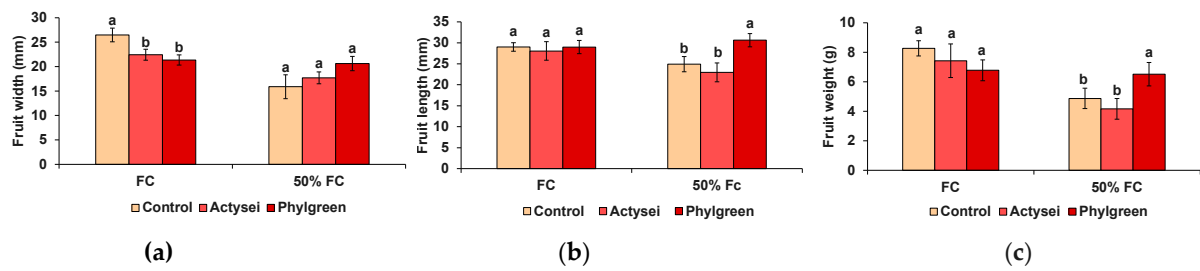 30
25
20
15
10
5
0
Fruit width (mm)
a
b
b
a
a
a
FC
50% FC
Control Actysei Phylgreen
(a)
35
30
25
20
15
10
5
0
Fruit length (mm)
a
a
a
b
b
a
FC
50% Fc
Control Actysei Phylgreen
(b)
10
8
6
4
2
0
Fruit weight (g)
a
a
a
b
b
a
FC
50% FC
Control Actysei Phylgreen
(c)